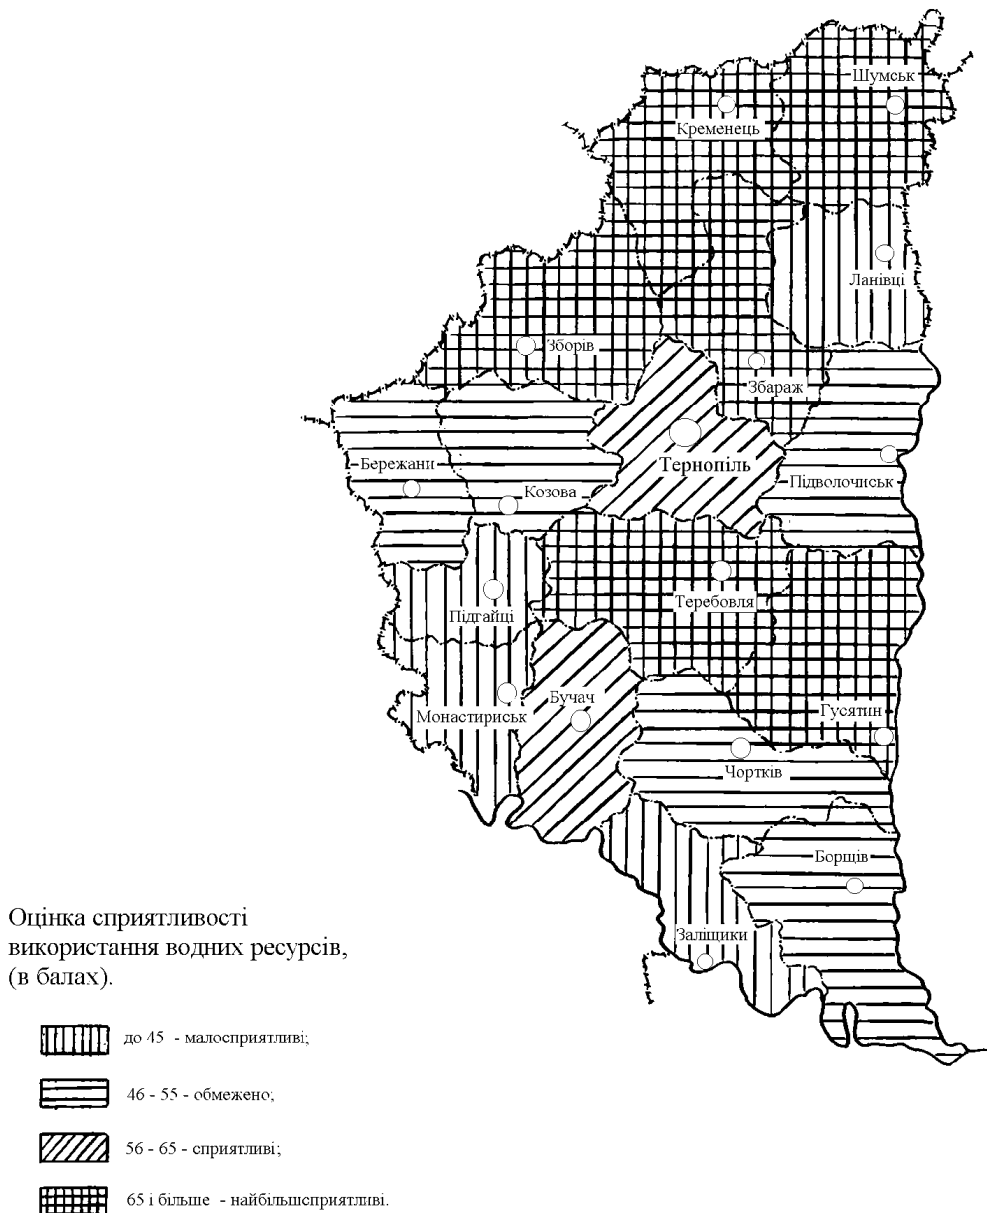 Шумськ
Кременець
Ланівці
Зборів
Збараж
Бережани
Тернопіль
Козова
Підволочиськ
Теребовля
Підгайці
Бучач
Гусятин
Монастириськ
Чортків
Борщів
Заліщики
Оцінка сприятливості
використання водних ресурсів,
(в балах).
до 45 - малосприятливі;
46 - 55 - обмежено;
56 - 65 - сприятливі;
65 і більше - найбільшсприятливі.